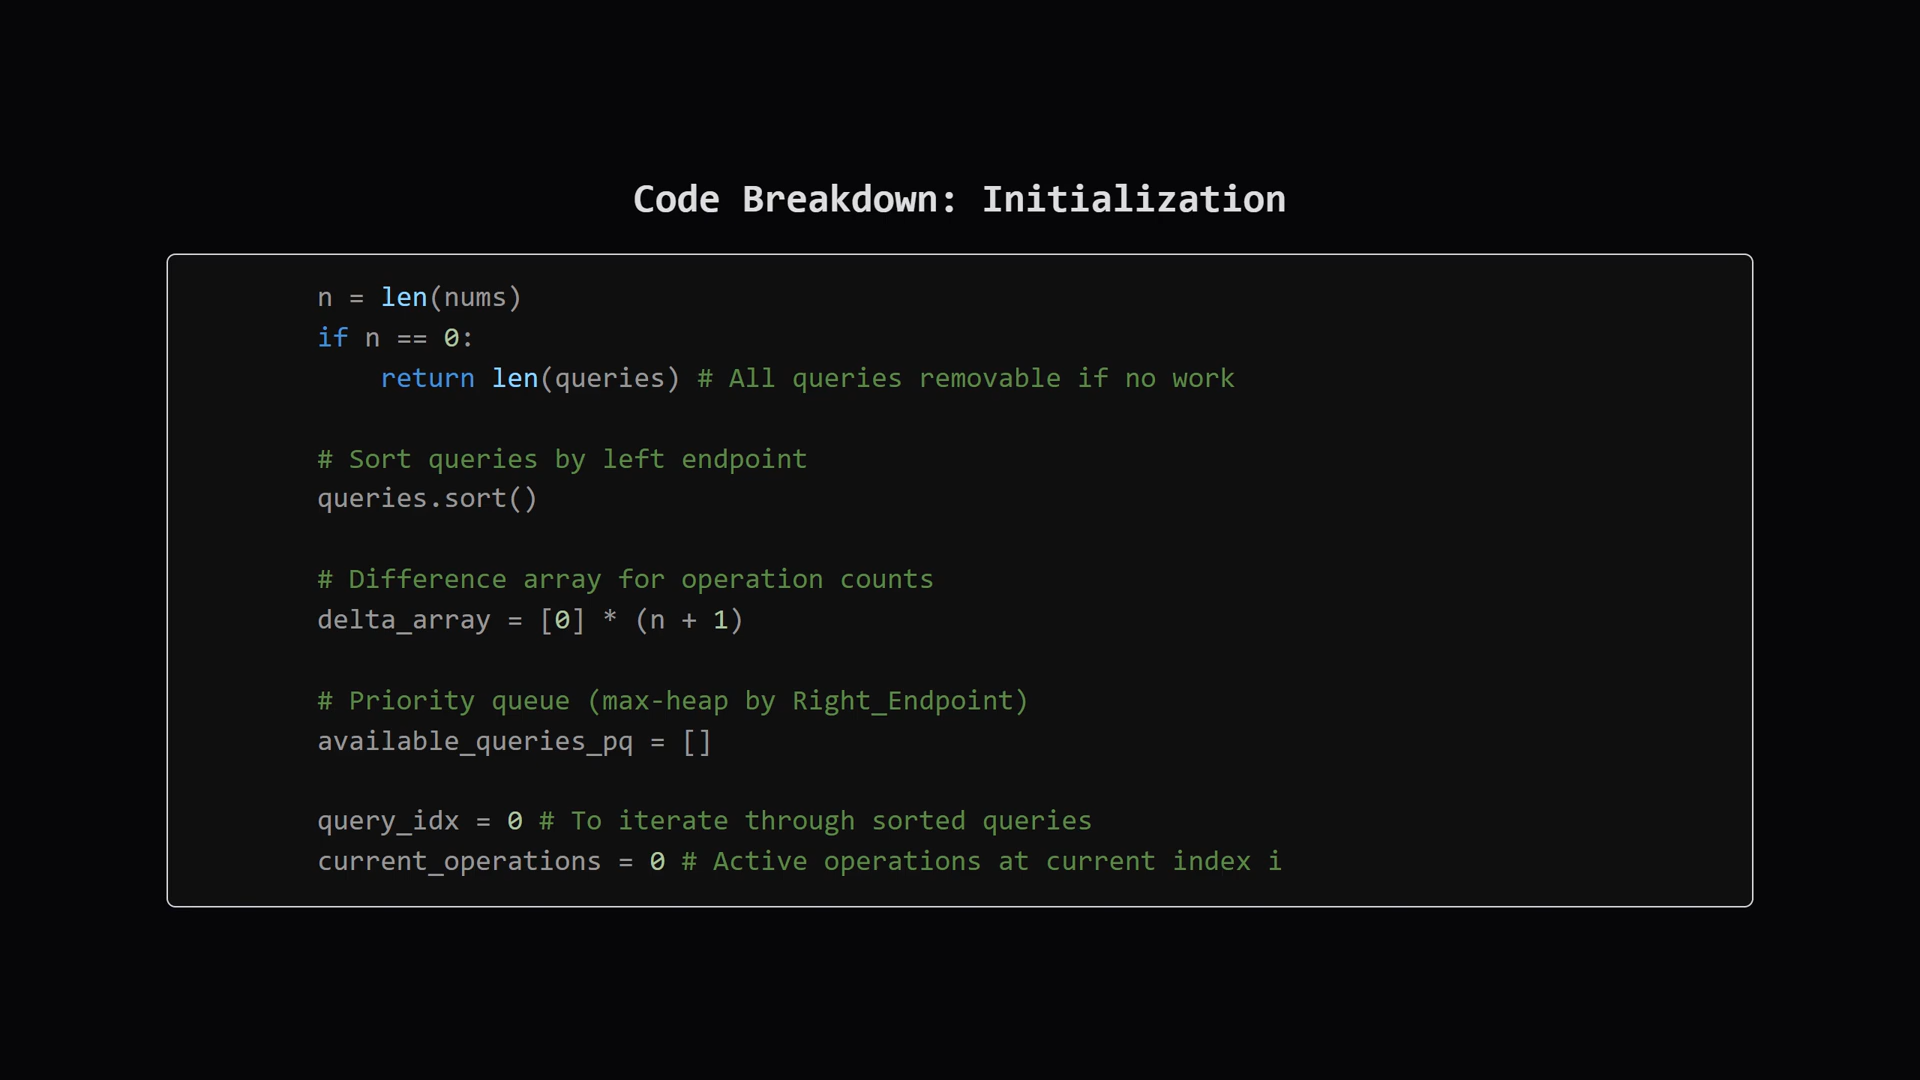 Code Breakdown: Initialization
n = len(nums)
if n == 0:
return len(queries) # All queries removable if no work
# Sort queries by left endpoint
queries.sort()
# Difference array for operation counts
delta_array = [0] * (n + 1)
# Priority queue (max-heap by Right_Endpoint)
available_queries_pq = []
query_idx = 0 # To iterate through sorted queries
current_operations = 0 # Active operations at current index i